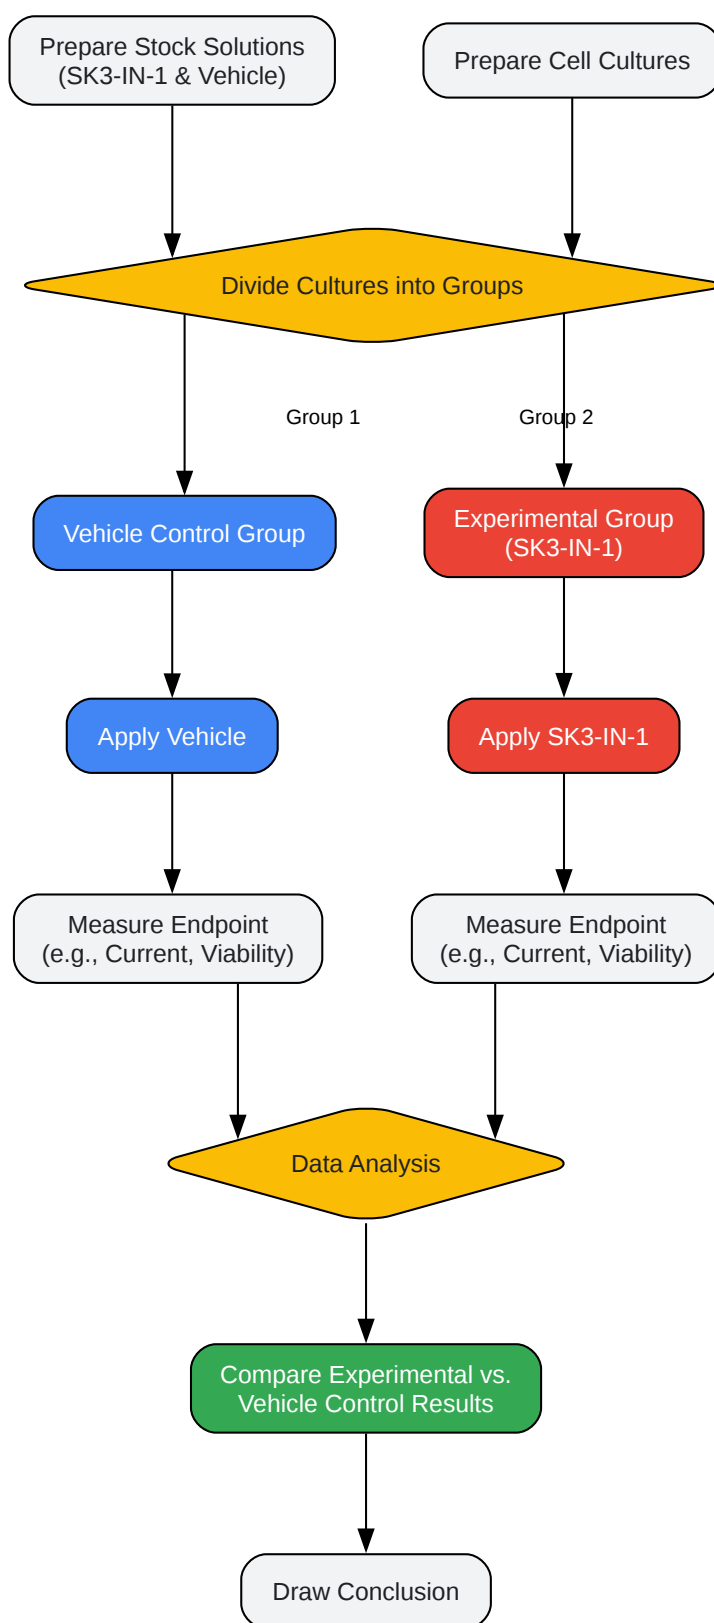 Prepare Stock Solutions
(SK3-IN-1 & Vehicle)
Prepare Cell Cultures
Divide Cultures into Groups
Group 1
Group 2
Vehicle Control Group
Experimental Group
(SK3-IN-1)
Apply Vehicle
Apply SK3-IN-1
Measure Endpoint
(e.g., Current, Viability)
Measure Endpoint
(e.g., Current, Viability)
Data Analysis
Compare Experimental vs.
Vehicle Control Results
Draw Conclusion